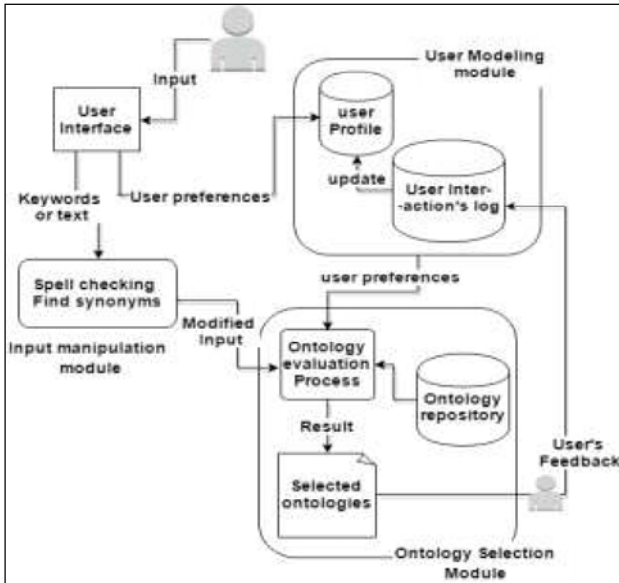 Input
User Modeling
module
User
Interface
user
Profile
update
User Inter-
-action's log
Keywords
or text
User preferences
user preferences
Spell checking
Find synonyms
Input manipulation
module
Modified
Input
Ontology
evaluation
Process
Ontology
repository
Result
Selected
ontologies
User's
Feedback
Ontology Selection
Module